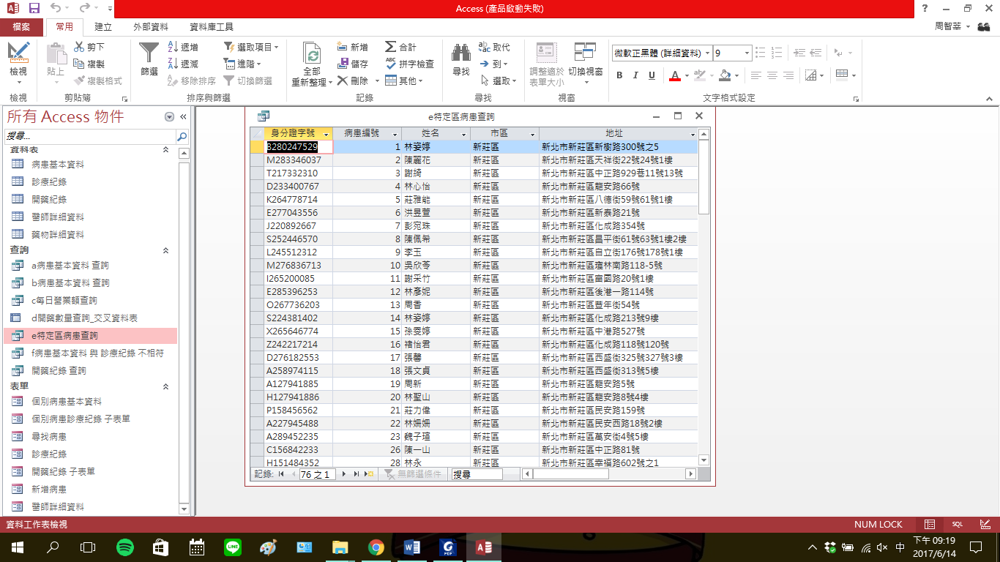 Access (產品啟動失敗)
檔案 常用 建立 外部資料 資料庫工具 周智莘
檢視 貼上 剪下 複製 複製格式 篩選 遞增 遞減 移除排序 選取項目 進階 切換篩選 全部 重新整理 新增 儲存 刪除 合計 拼字檢查 其他 尋找 取代 到 選取 調整適於 表單大小 切換視窗 微軟正黑體 (詳細資料) 9
B I U A
檢視 剪貼簿 排序與篩選 記錄 尋找 視窗 文字格式設定
所有 Access 物件
搜尋...
資料表
病患基本資料
診療紀錄
開藥紀錄
醫師詳細資料
藥物詳細資料
查詢
a病患基本資料 查詢
b病患基本資料 查詢
c每日營業額查詢
d開藥數量查詢_交叉資料表
e特定區病患查詢
f病患基本資料 與 診療紀錄 不相符
開藥紀錄 查詢
表單
個別病患基本資料
個別病患診療紀錄 子表單
尋找病患
診療紀錄
開藥紀錄 子表單
新增病患
醫師詳細資料
e特定區病患查詢
身分證字號 病患編號 姓名 市區 地址
B280247529 1 林姿婷 新莊區 新北市新莊區新樹路300號之5
M283346037 2 陳麗花 新莊區 新北市新莊區天祥街22號24號1樓
T217332310 3 謝綺 新莊區 新北市新莊區中正路929巷11號13號
D233400767 4 林心怡 新莊區 新北市新莊區龍安路66號
K264778714 5 莊雅能 新莊區 新北市新莊區八德街59號61號1樓
E277043556 6 洪昱萱 新莊區 新北市新莊區新泰路21號
J220892667 7 彭宛珠 新莊區 新北市新莊區化成路354號
S252446570 8 陳佩希 新莊區 新北市新莊區昌平街61號63號1樓2樓
L245512312 9 李玉 新莊區 新北市新莊區自立街176號178號1樓
M276836713 10 吳欣苓 新莊區 新北市新莊區瓊林南路118-5號
I265200085 11 謝采竹 新莊區 新北市新莊區富國路20號1樓
E285396253 12 林彥妮 新莊區 新北市新莊區後港一路114號
O267736203 13 周香 新莊區 新北市新莊區豐年街54號
S224381402 14 林姿婷 新莊區 新北市新莊區化成路213號9樓
X265646774 15 孫委婷 新莊區 新北市新莊區中港路527號
Z242217214 16 褚怡君 新莊區 新北市新莊區化成路118號120號
D276182553 17 張馨 新莊區 新北市新莊區西盛街325號327號3樓
A258974115 18 張文貞 新莊區 新北市新莊區西盛街313號5樓
A127941885 19 周新 新莊區 新北市新莊區龍安路5號
H127941886 20 林聖山 新莊區 新北市新莊區龍安路8號4樓
P158456562 21 莊力偉 新莊區 新北市新莊區民安路159號
A227945488 22 林姍姍 新莊區 新北市新莊區民安西路18號2樓
A289452235 23 魏子瑄 新莊區 新北市新莊區萬安街4號5樓
C156842233 26 陳一山 新莊區 新北市新莊區中正路81號
H151484352 28 林永 新莊區 新北市新莊區幸福路602號之1
記錄: 76 之 1 無篩選條件 搜尋
資料工作表檢視 NUM LOCK SQL
LINE PDF 中 下午 09:19
2017/6/14